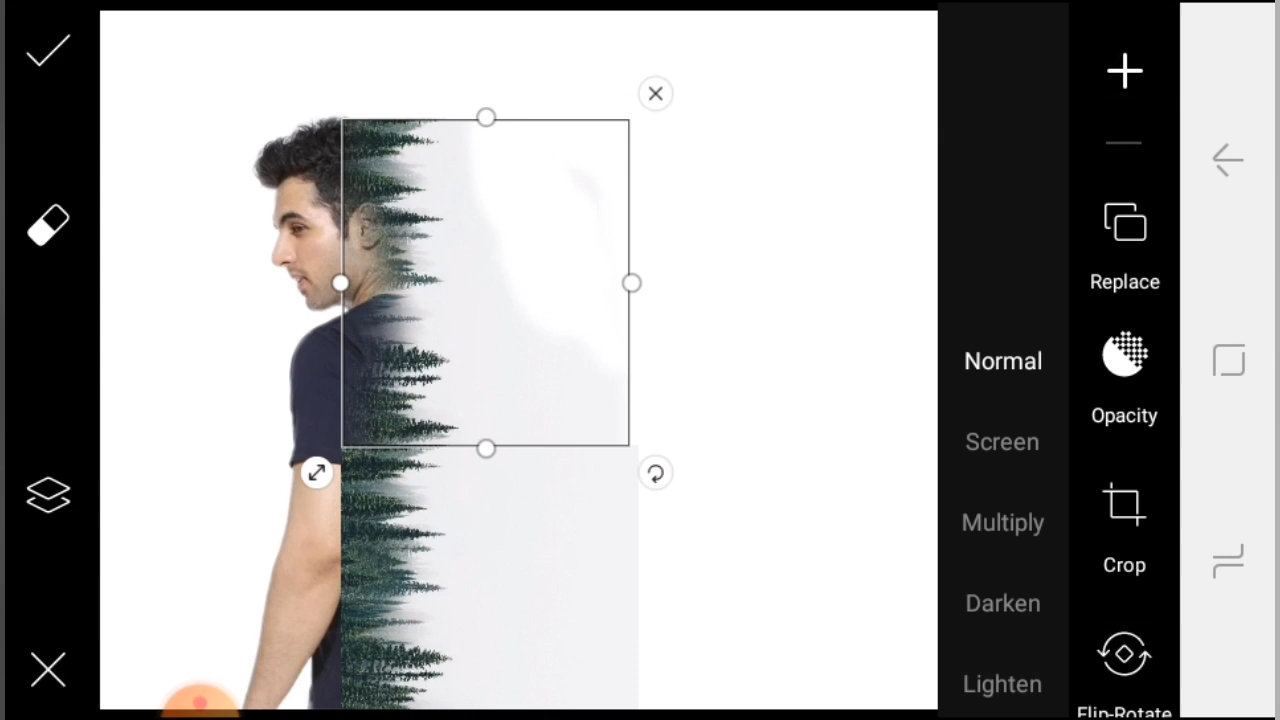 Normal
Screen
Multiply
Darken
Lighten
Replace
Opacity
Crop
Flip-Rotate